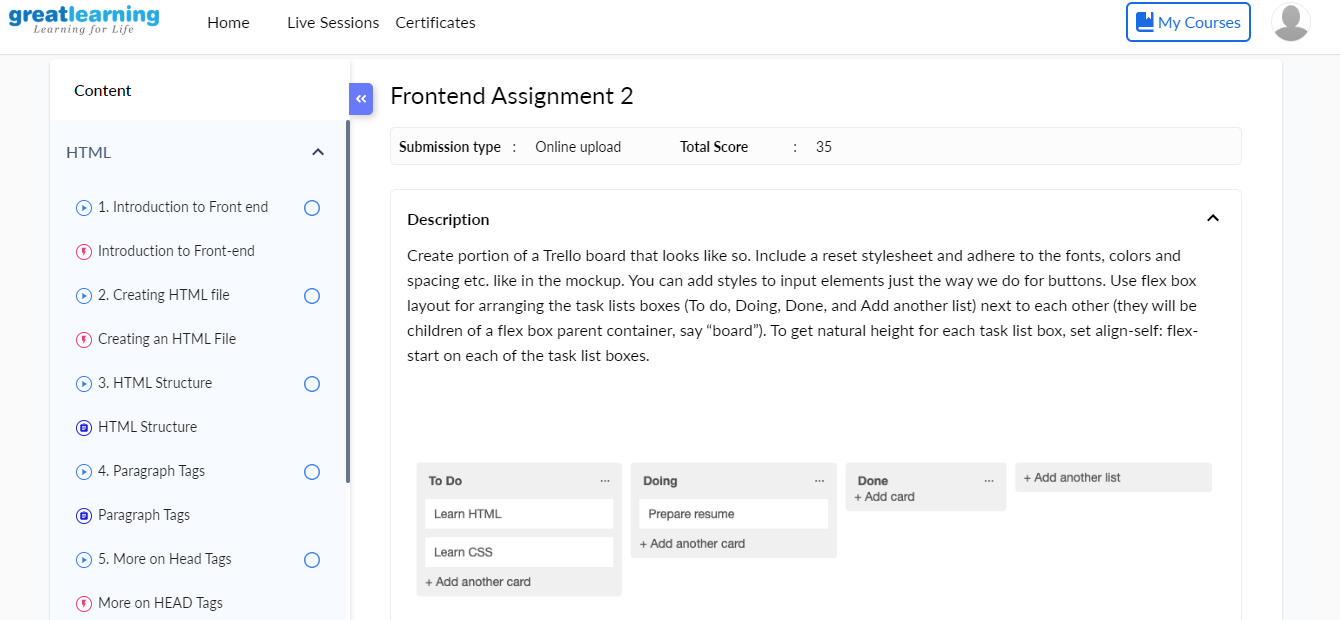 greatlearning
Learning for Life
Home Live Sessions Certificates My Courses
Content
HTML
1. Introduction to Front end
Introduction to Front-end
2. Creating HTML file
Creating an HTML File
3. HTML Structure
HTML Structure
4. Paragraph Tags
Paragraph Tags
5. More on Head Tags
More on HEAD Tags
«
Frontend Assignment 2
Submission type : Online upload Total Score : 35
Description
Create portion of a Trello board that looks like so. Include a reset stylesheet and adhere to the fonts, colors and
spacing etc. like in the mockup. You can add styles to input elements just the way we do for buttons. Use flex box
layout for arranging the task lists boxes (To do, Doing, Done, and Add another list) next to each other (they will be
children of a flex box parent container, say “board”). To get natural height for each task list box, set align-self: flex-
start on each of the task list boxes.
To Do ...
Learn HTML
Learn CSS
+ Add another card
Doing ...
Prepare resume
+ Add another card
Done ...
+ Add card
+ Add another list